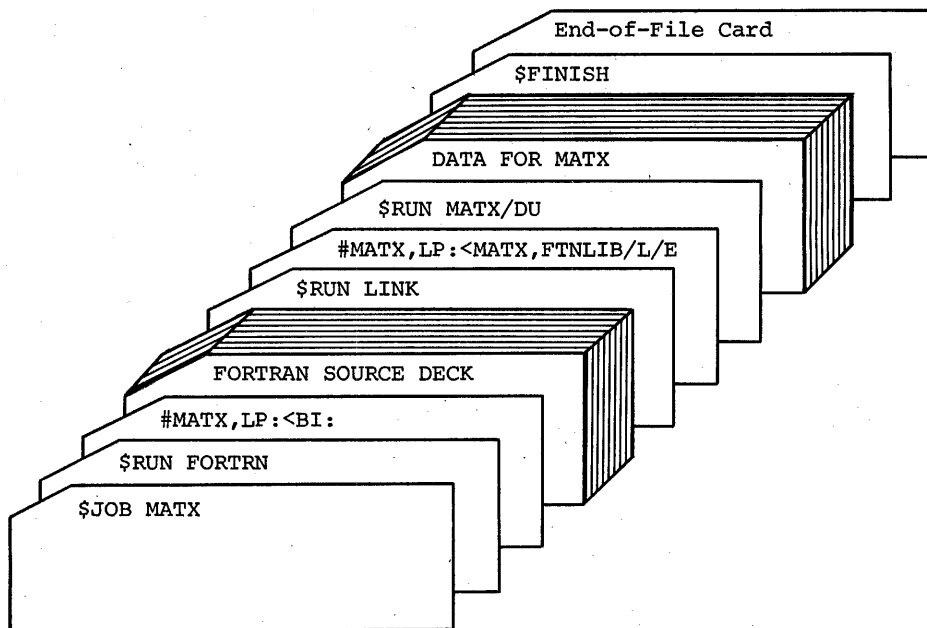 End-of-File Card
$FINISH
DATA FOR MATX
$RUN MATX/DU
#MATX,LP:<MATX,FTNLIB/L/E
$RUN LINK
FORTRAN SOURCE DECK
#MATX,LP:<BI:
$RUN FORTRN
$JOB MATX